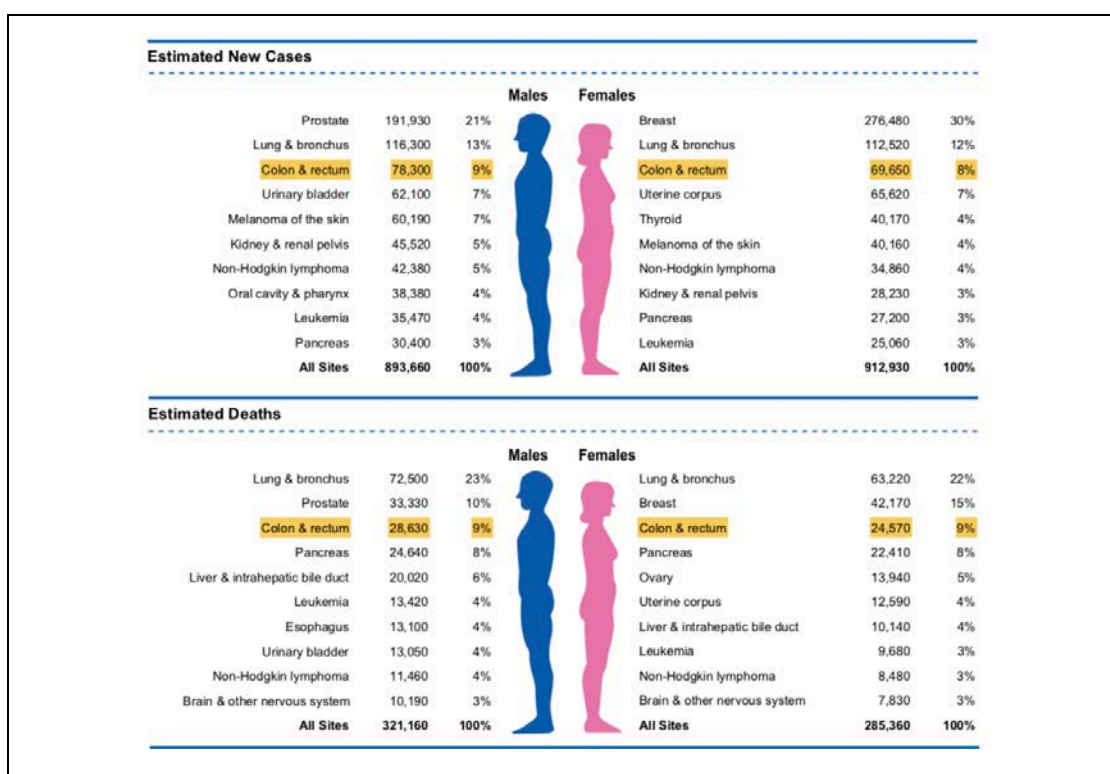 Estimated New Cases
Males Females
Prostate 191,930 21% Breast 276,480 30%
Lung & bronchus 116,300 13% Lung & bronchus 112,520 12%
Colon & rectum 78,300 9% Colon & rectum 69,650 8%
Urinary bladder 62,100 7% Uterine corpus 65,620 7%
Melanoma of the skin 60,190 7% Thyroid 40,170 4%
Kidney & renal pelvis 45,520 5% Melanoma of the skin 40,160 4%
Non-Hodgkin lymphoma 42,380 5% Non-Hodgkin lymphoma 34,860 4%
Oral cavity & pharynx 38,380 4% Kidney & renal pelvis 28,230 3%
Leukemia 35,470 4% Pancreas 27,200 3%
Pancreas 30,400 3% Leukemia 25,060 3%
All Sites 893,660 100% All Sites 912,930 100%
Estimated Deaths
Males Females
Lung & bronchus 72,500 23% Lung & bronchus 63,220 22%
Prostate 33,330 10% Breast 42,170 15%
Colon & rectum 28,630 9% Colon & rectum 24,570 9%
Pancreas 24,640 8% Pancreas 22,410 8%
Liver & intrahepatic bile duct 20,020 6% Ovary 13,940 5%
Leukemia 13,420 4% Uterine corpus 12,590 4%
Esophagus 13,100 4% Liver & intrahepatic bile duct 10,140 4%
Urinary bladder 13,050 4% Leukemia 9,680 3%
Non-Hodgkin lymphoma 11,460 4% Non-Hodgkin lymphoma 8,480 3%
Brain & other nervous system 10,190 3% Brain & other nervous system 7,830 3%
All Sites 321,160 100% All Sites 285,360 100%